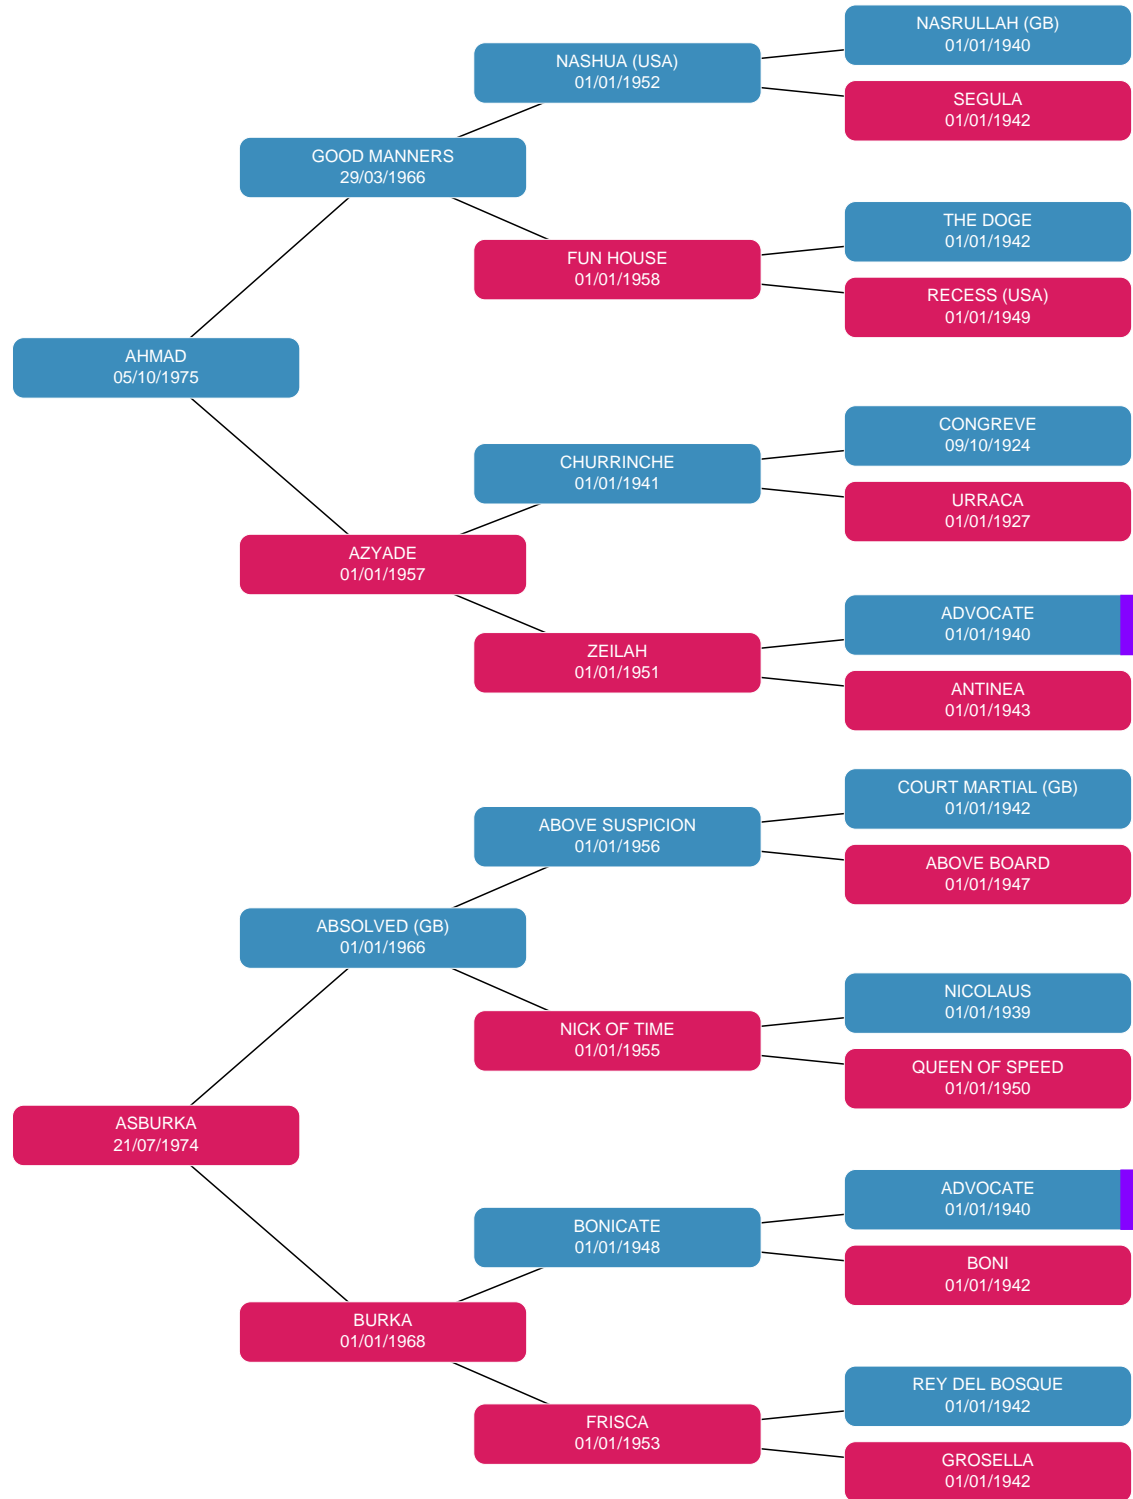 NASRULLAH (GB)
01/01/1940
NASHUA (USA)
01/01/1952
SEGULA
01/01/1942
GOOD MANNERS
29/03/1966
THE DOGE
01/01/1942
FUN HOUSE
01/01/1958
RECESS (USA)
01/01/1949
AHMAD
05/10/1975
CONGREVE
09/10/1924
CHURRINCHE
01/01/1941
URRACA
01/01/1927
AZYADE
01/01/1957
ADVOCATE
01/01/1940
ZEILAH
01/01/1951
ANTINEA
01/01/1943
COURT MARTIAL (GB)
01/01/1942
ABOVE SUSPICION
01/01/1956
ABOVE BOARD
01/01/1947
ABSOLVED (GB)
01/01/1966
NICOLAUS
01/01/1939
NICK OF TIME
01/01/1955
QUEEN OF SPEED
01/01/1950
ASBURKA
21/07/1974
ADVOCATE
01/01/1940
BONICATE
01/01/1948
BONI
01/01/1942
BURKA
01/01/1968
REY DEL BOSQUE
01/01/1942
FRISCA
01/01/1953
GROSELLA
01/01/1942